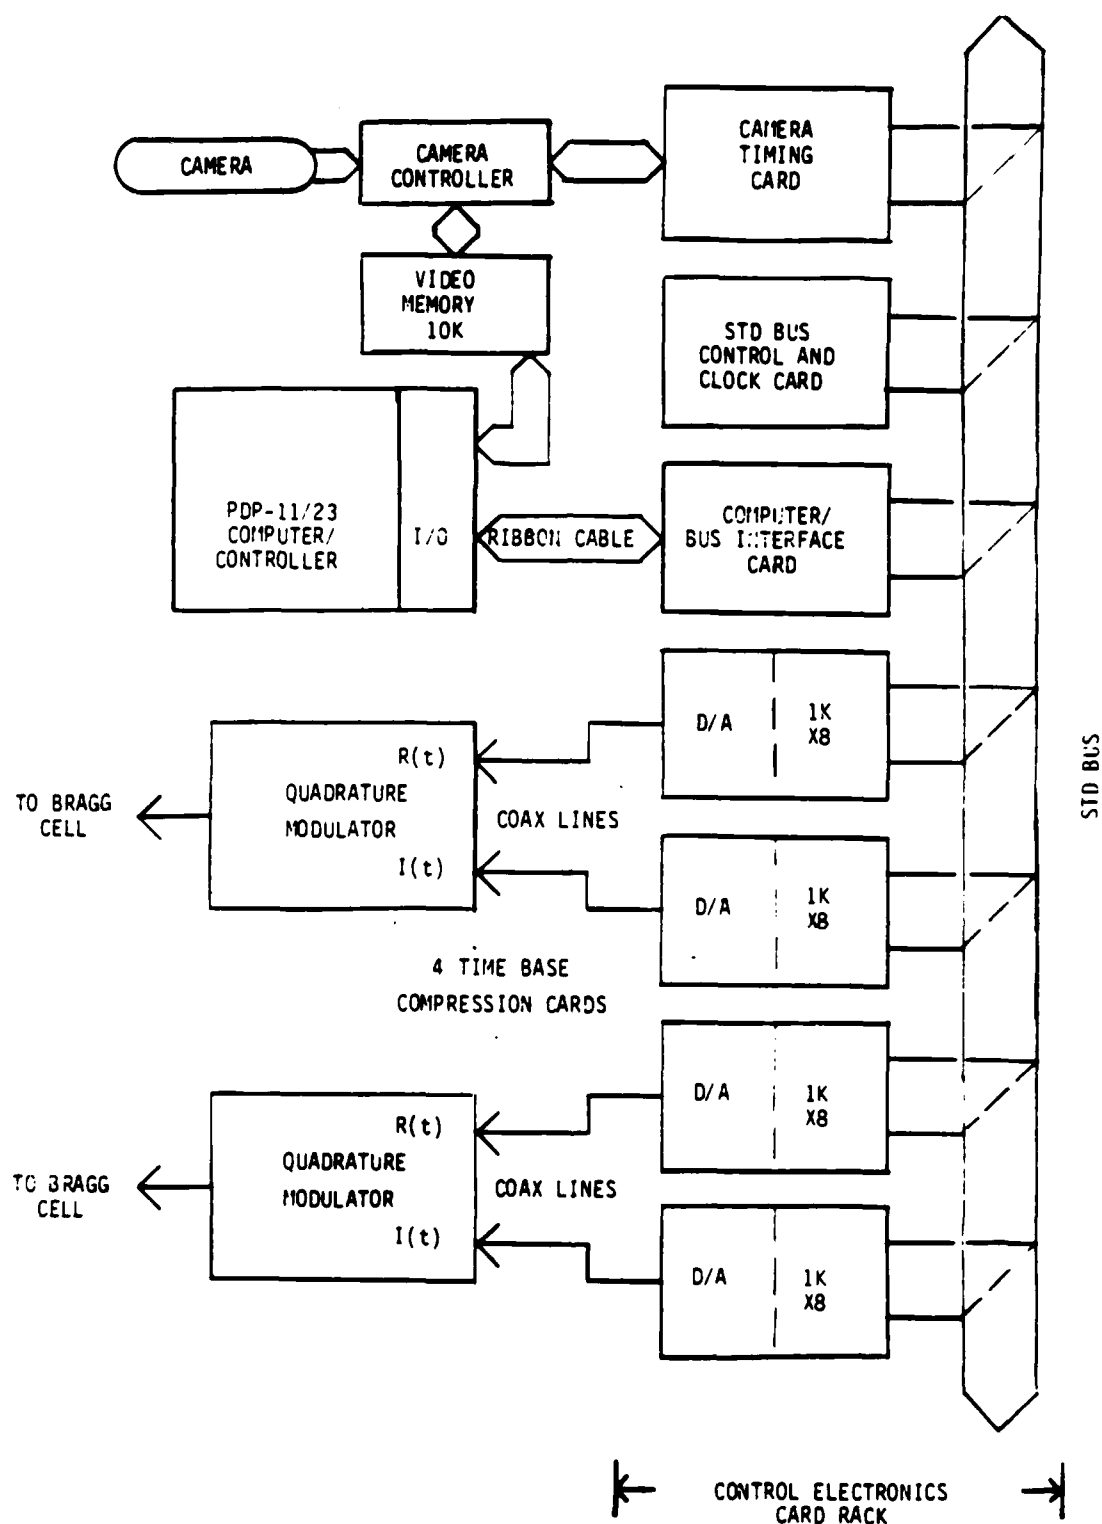 CAMERA
CAMERA
CONTROLLER
CAMERA
TIMING
CARD
VIDEO
MEMORY
10K
STD BUS
CONTROL AND
CLOCK CARD
PDP-11/23
COMPUTER/
CONTROLLER
I/O
RIBBON CABLE
COMPUTER/
BUS INTERFACE
CARD
D/A
1K
X8
R(t)
QUADRATURE
MODULATOR
I(t)
TO BRAGG
CELL
COAX LINES
STD BUS
D/A
1K
X8
4 TIME BASE
COMPRESSION CARDS
D/A
1K
X8
R(t)
QUADRATURE
MODULATOR
I(t)
TO BRAGG
CELL
COAX LINES
D/A
1K
X8
CONTROL ELECTRONICS
CARD RACK